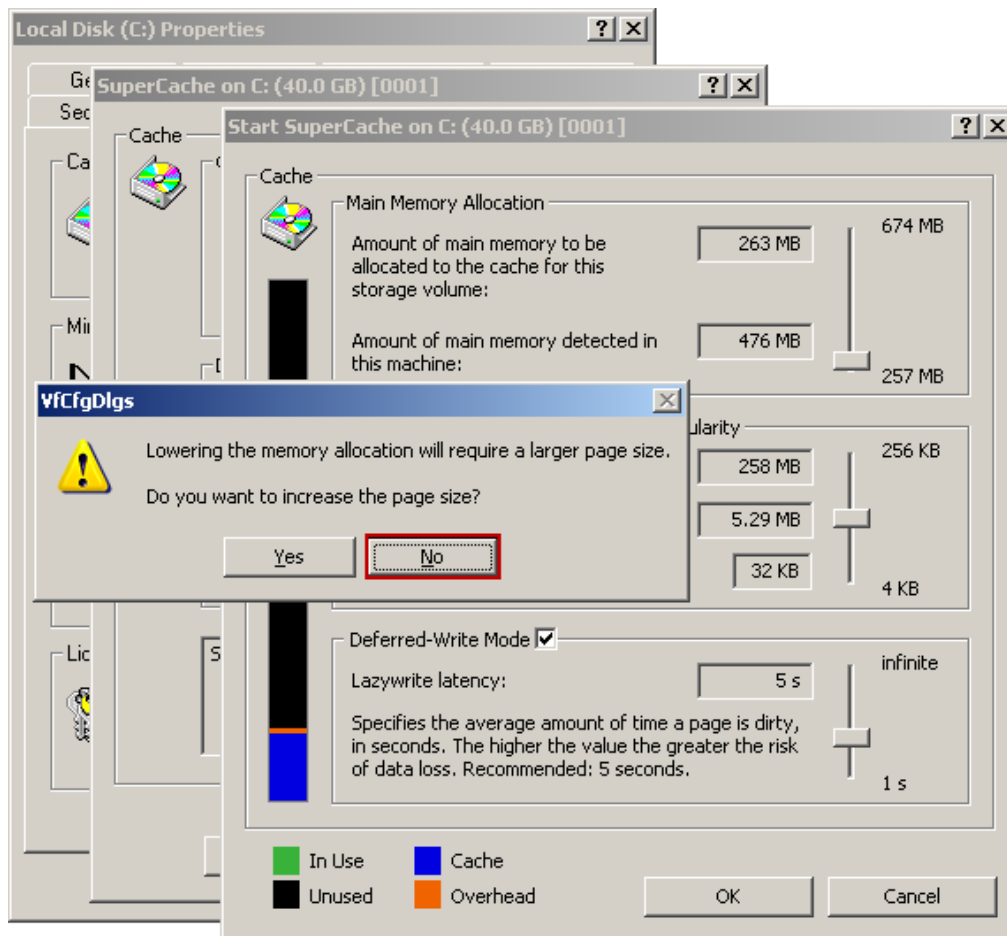 Local Disk (C:) Properties
Ge
Sec
Ca
Mir
Lic
SuperCache on C: (40.0 GB) [0001]
Cache
S
Start SuperCache on C: (40.0 GB) [0001]
Cache
Main Memory Allocation
Amount of main memory to be
allocated to the cache for this
storage volume:
263 MB
674 MB
Amount of main memory detected in
this machine:
476 MB
257 MB
VfCfgDlgs
Lowering the memory allocation will require a larger page size.
Do you want to increase the page size?
Yes
No
ularity
258 MB
256 KB
5.29 MB
32 KB
4 KB
Deferred-Write Mode
Lazywrite latency:
5 s
infinite
Specifies the average amount of time a page is dirty,
in seconds. The higher the value the greater the risk
of data loss. Recommended: 5 seconds.
1 s
In Use
Cache
Unused
Overhead
OK
Cancel